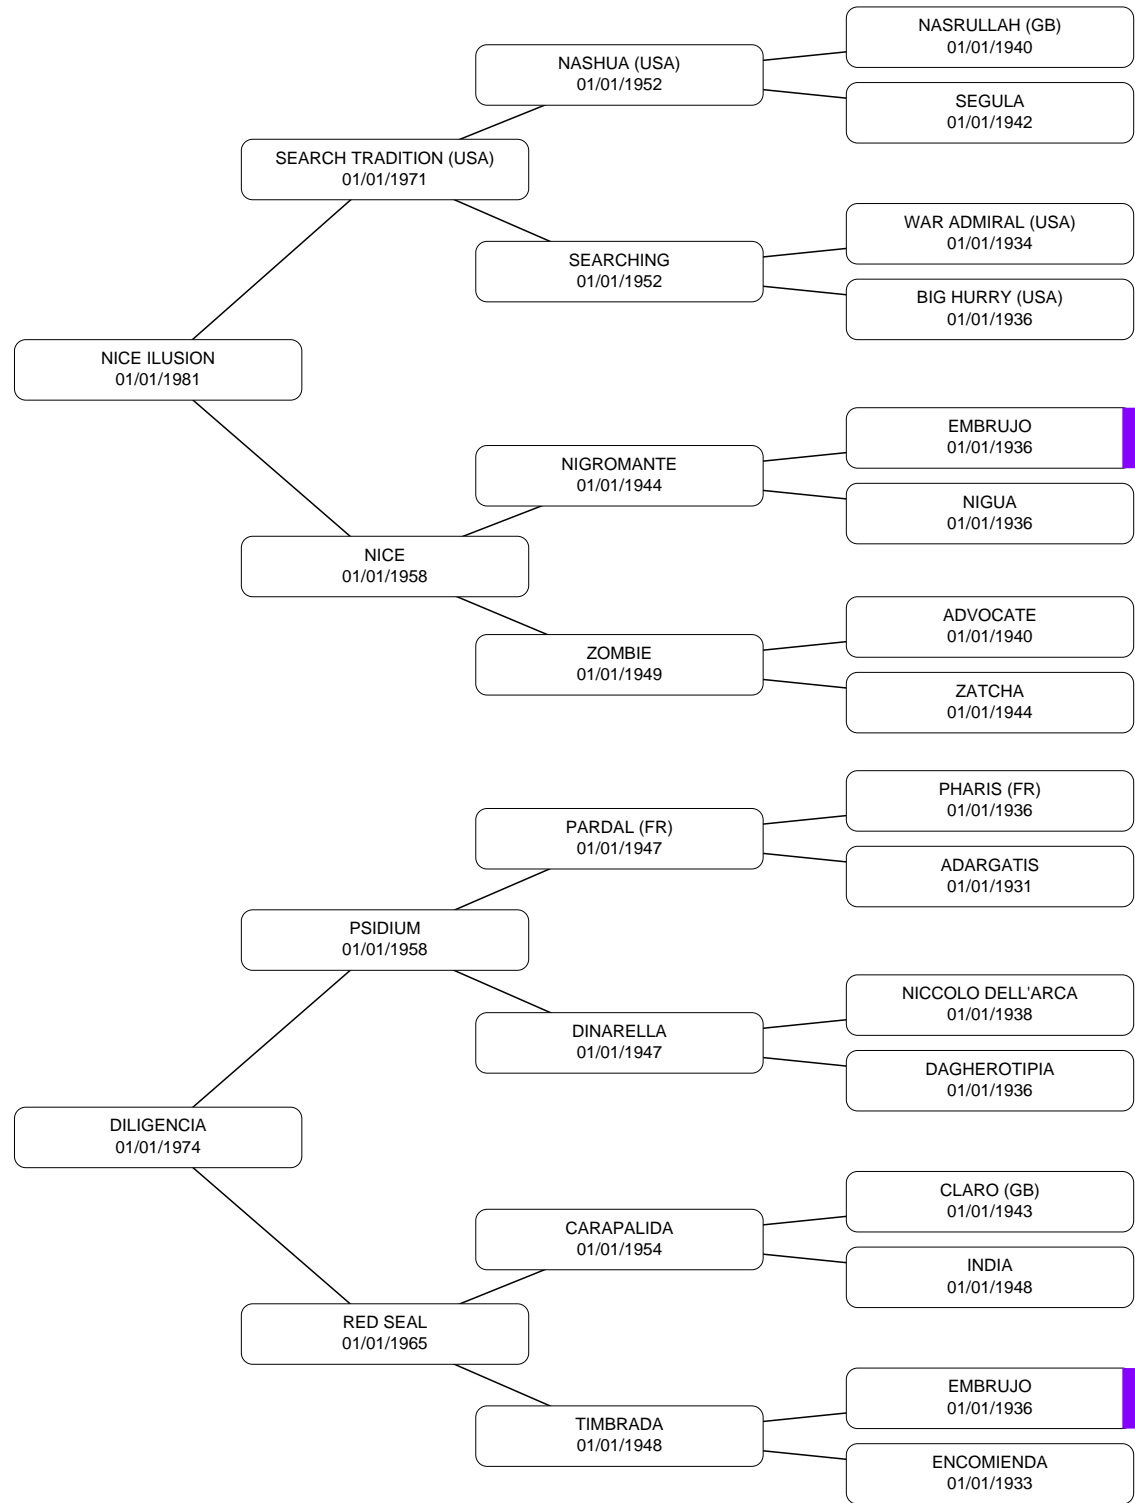 NASRULLAH (GB)
01/01/1940
NASHUA (USA)
01/01/1952
SEGULA
01/01/1942
SEARCH TRADITION (USA)
01/01/1971
WAR ADMIRAL (USA)
01/01/1934
SEARCHING
01/01/1952
BIG HURRY (USA)
01/01/1936
NICE ILUSION
01/01/1981
EMBRUJO
01/01/1936
NIGROMANTE
01/01/1944
NIGUA
01/01/1936
NICE
01/01/1958
ADVOCATE
01/01/1940
ZOMBIE
01/01/1949
ZATCHA
01/01/1944
PHARIS (FR)
01/01/1936
PARDAL (FR)
01/01/1947
ADARGATIS
01/01/1931
PSIDIUM
01/01/1958
NICCOLO DELL'ARCA
01/01/1938
DINARELLA
01/01/1947
DAGHEROTIPIA
01/01/1936
DILIGENCIA
01/01/1974
CLARO (GB)
01/01/1943
CARAPALIDA
01/01/1954
INDIA
01/01/1948
RED SEAL
01/01/1965
EMBRUJO
01/01/1936
TIMBRADA
01/01/1948
ENCOMIENDA
01/01/1933